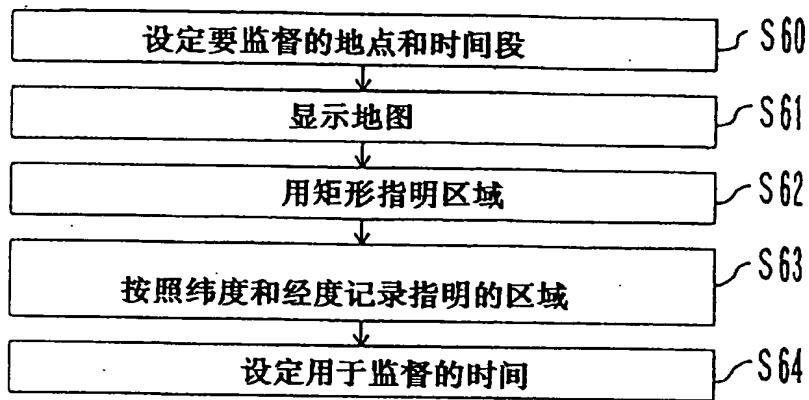 设定要监督的地点和时间段 S60
显示地图 S61
用矩形指明区域 S62
按照纬度和经度记录指明的区域 S63
设定用于监督的时间 S64